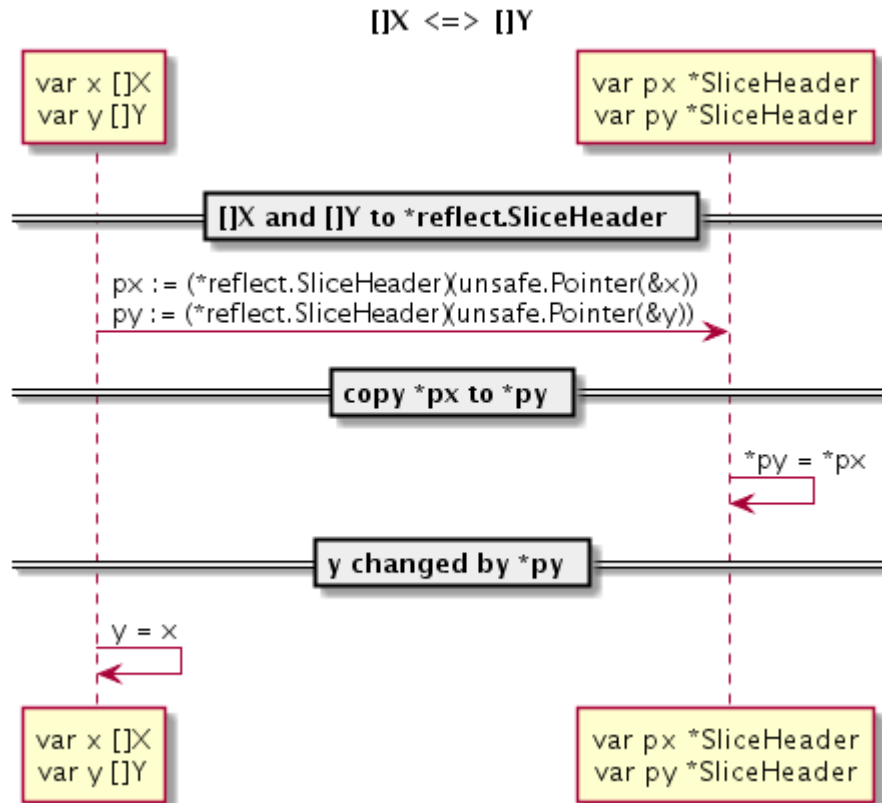 []X <=> []Y
var x []X
var y []Y
var px *SliceHeader
var py *SliceHeader
[]X and []Y to *reflect.SliceHeader
px := (*reflect.SliceHeader)(unsafe.Pointer(&x))
py := (*reflect.SliceHeader)(unsafe.Pointer(&y))
copy *px to *py
*py = *px
y changed by *py
y = x
var x []X
var y []Y
var px *SliceHeader
var py *SliceHeader